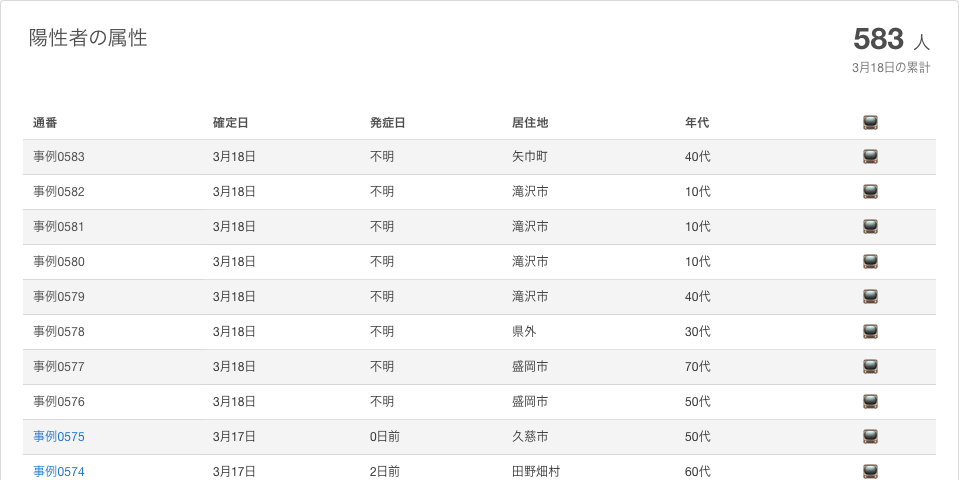 陽性者の属性
583 人
3月18日の累計
通番 確定日 発症日 居住地 年代
事例0583 3月18日 不明 矢巾町 40代
事例0582 3月18日 不明 滝沢市 10代
事例0581 3月18日 不明 滝沢市 10代
事例0580 3月18日 不明 滝沢市 10代
事例0579 3月18日 不明 滝沢市 40代
事例0578 3月18日 不明 県外 30代
事例0577 3月18日 不明 盛岡市 70代
事例0576 3月18日 不明 盛岡市 50代
事例0575 3月17日 0日前 久慈市 50代
事例0574 3月17日 2日前 田野畑村 60代